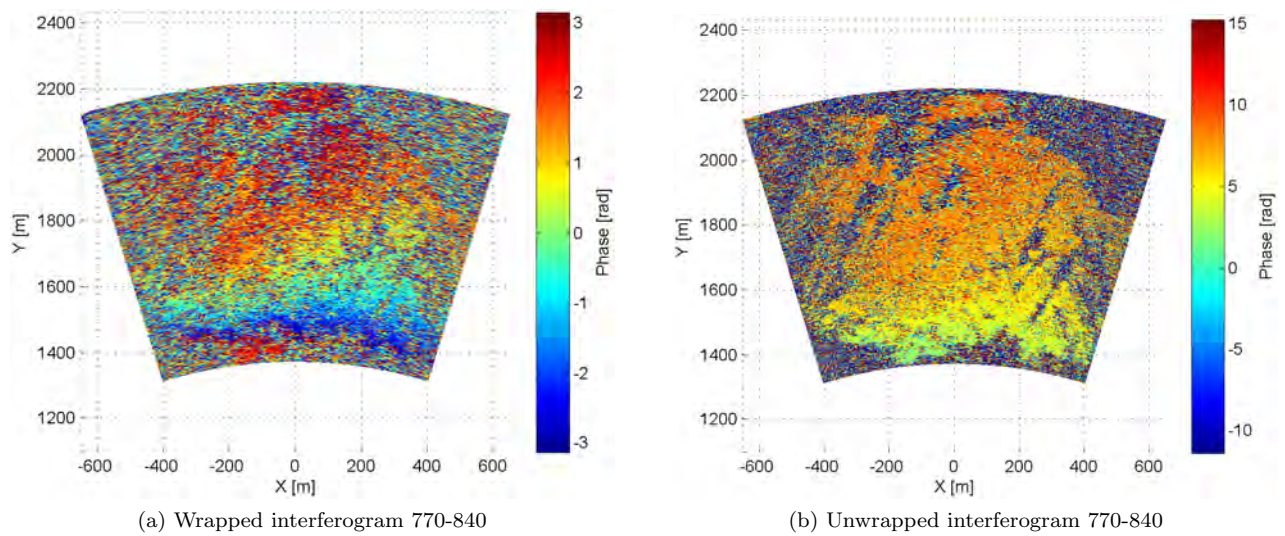 2400
2200
2000
1800
1600
1400
1200
Y [m]
-600 -400 -200 0 200 400 600
X [m]
3
2
1
0
-1
-2
-3
Phase [rad]
(a) Wrapped interferogram 770-840
2400
2200
2000
1800
1600
1400
1200
Y [m]
-600 -400 -200 0 200 400 600
X [m]
15
10
5
0
-5
-10
Phase [rad]
(b) Unwrapped interferogram 770-840